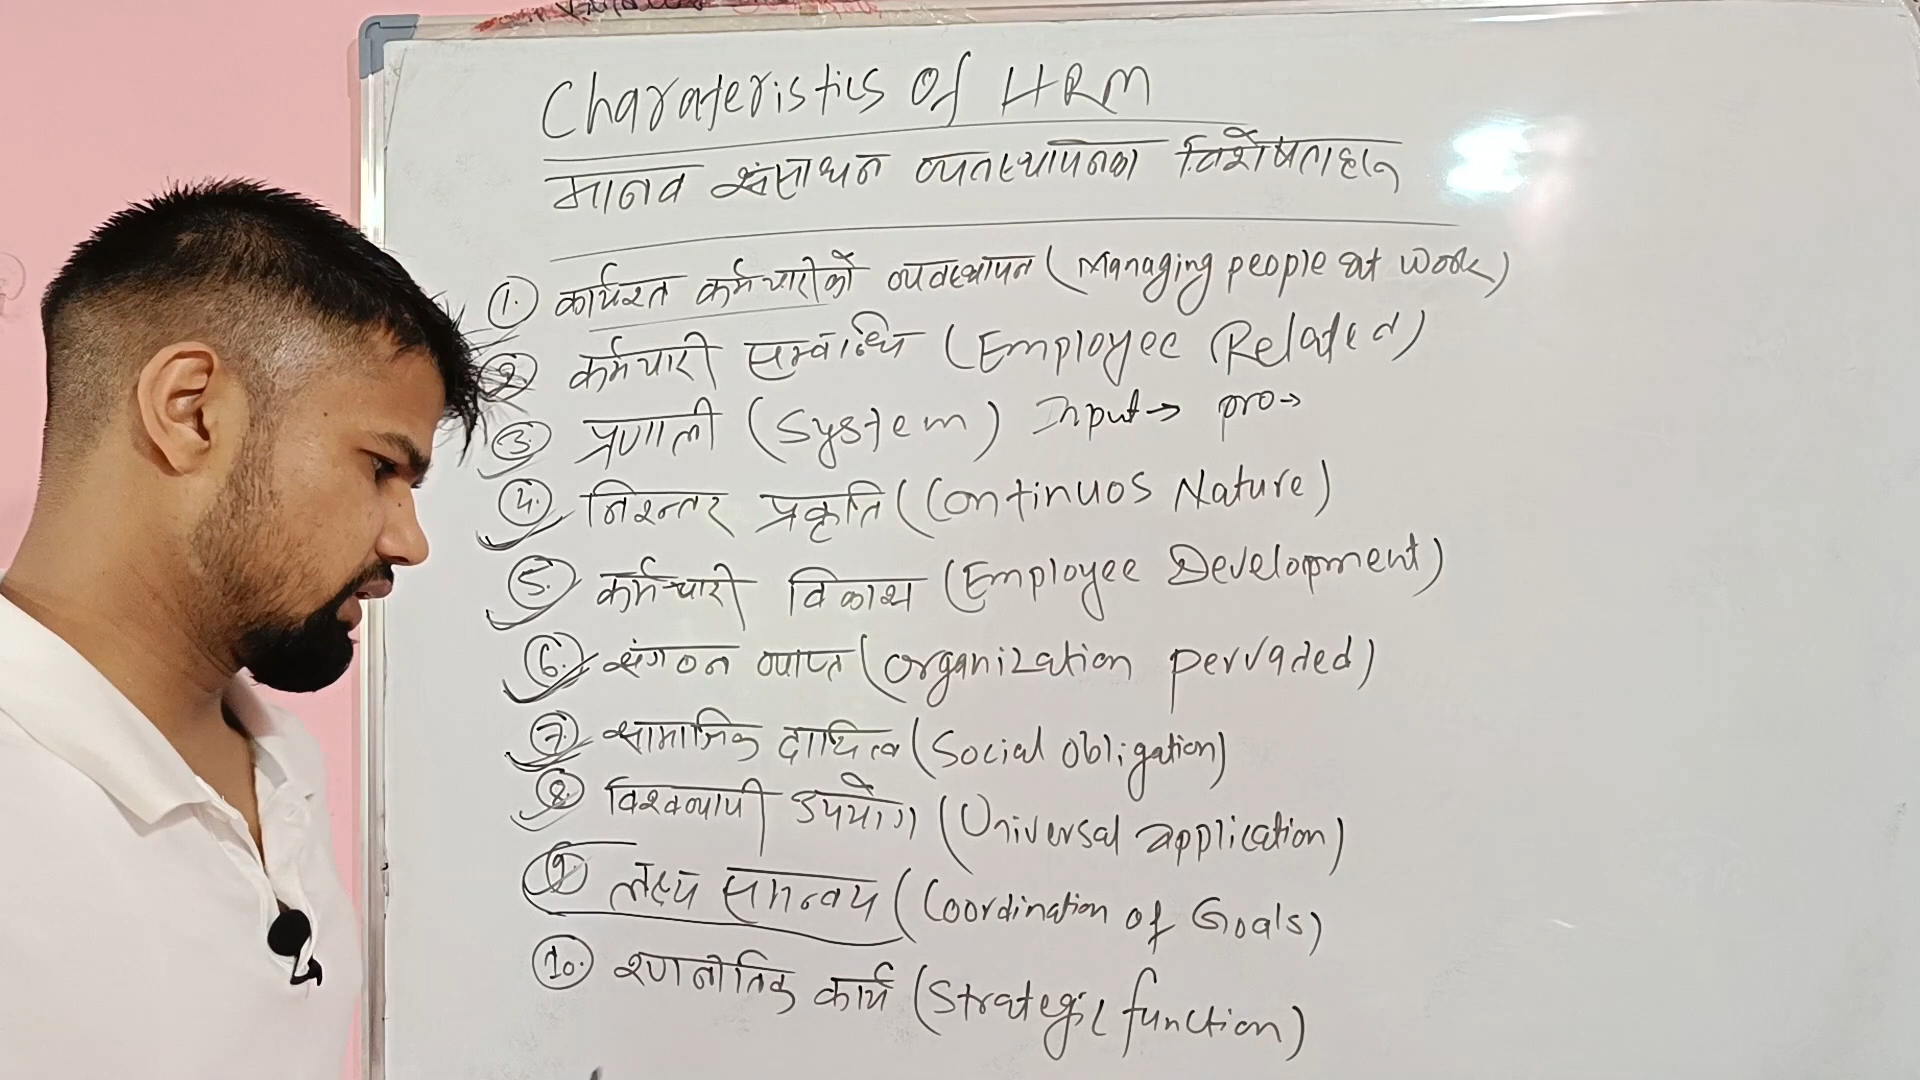 Charateristics Of HRM
मानव संसाधन व्यवस्थापनका विशेषताहरु
1. कार्यरत कर्मचारीको व्यवस्थापन (Managing people at work)
2. कर्मचारी सम्बन्धि (Employee Related)
3. प्रणाली (System) Input→ pro→
4. निरन्तर प्रकृति (Continuos Nature)
5. कर्मचारी विकाश (Employee Development)
6. संगठन व्याप्त (organization pervaded)
7. सामाजिक दायित्व (Social obligation)
8. विश्वव्यापी उपयोग (Universal application)
9. लक्ष्य समन्वय (Coordination of Goals)
10. रणनीतिक कार्य (Strategic function)